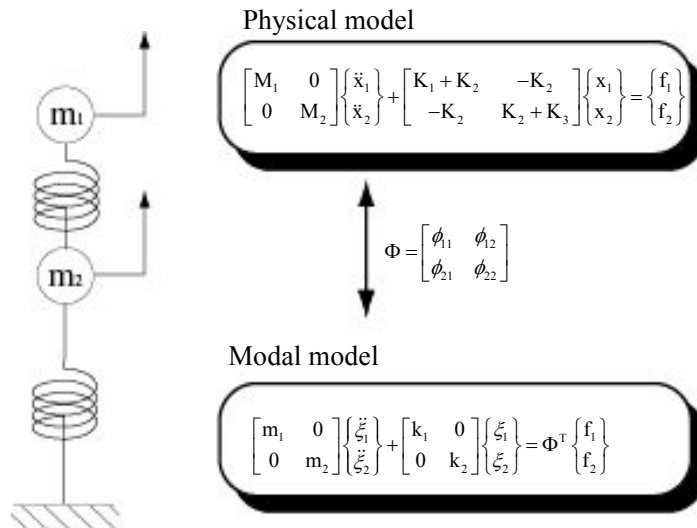 Physical model
[M₁ 0; 0 M₂]{ẍ₁; ẍ₂} + [K₁ + K₂ −K₂; −K₂ K₂ + K₃]{x₁; x₂} = {f₁; f₂}
m₁
Φ = [ϕ₁₁ ϕ₁₂; ϕ₂₁ ϕ₂₂]
m₂
Modal model
[m₁ 0; 0 m₂]{ξ̈₁; ξ̈₂} + [k₁ 0; 0 k₂]{ξ₁; ξ₂} = Φᵀ{f₁; f₂}